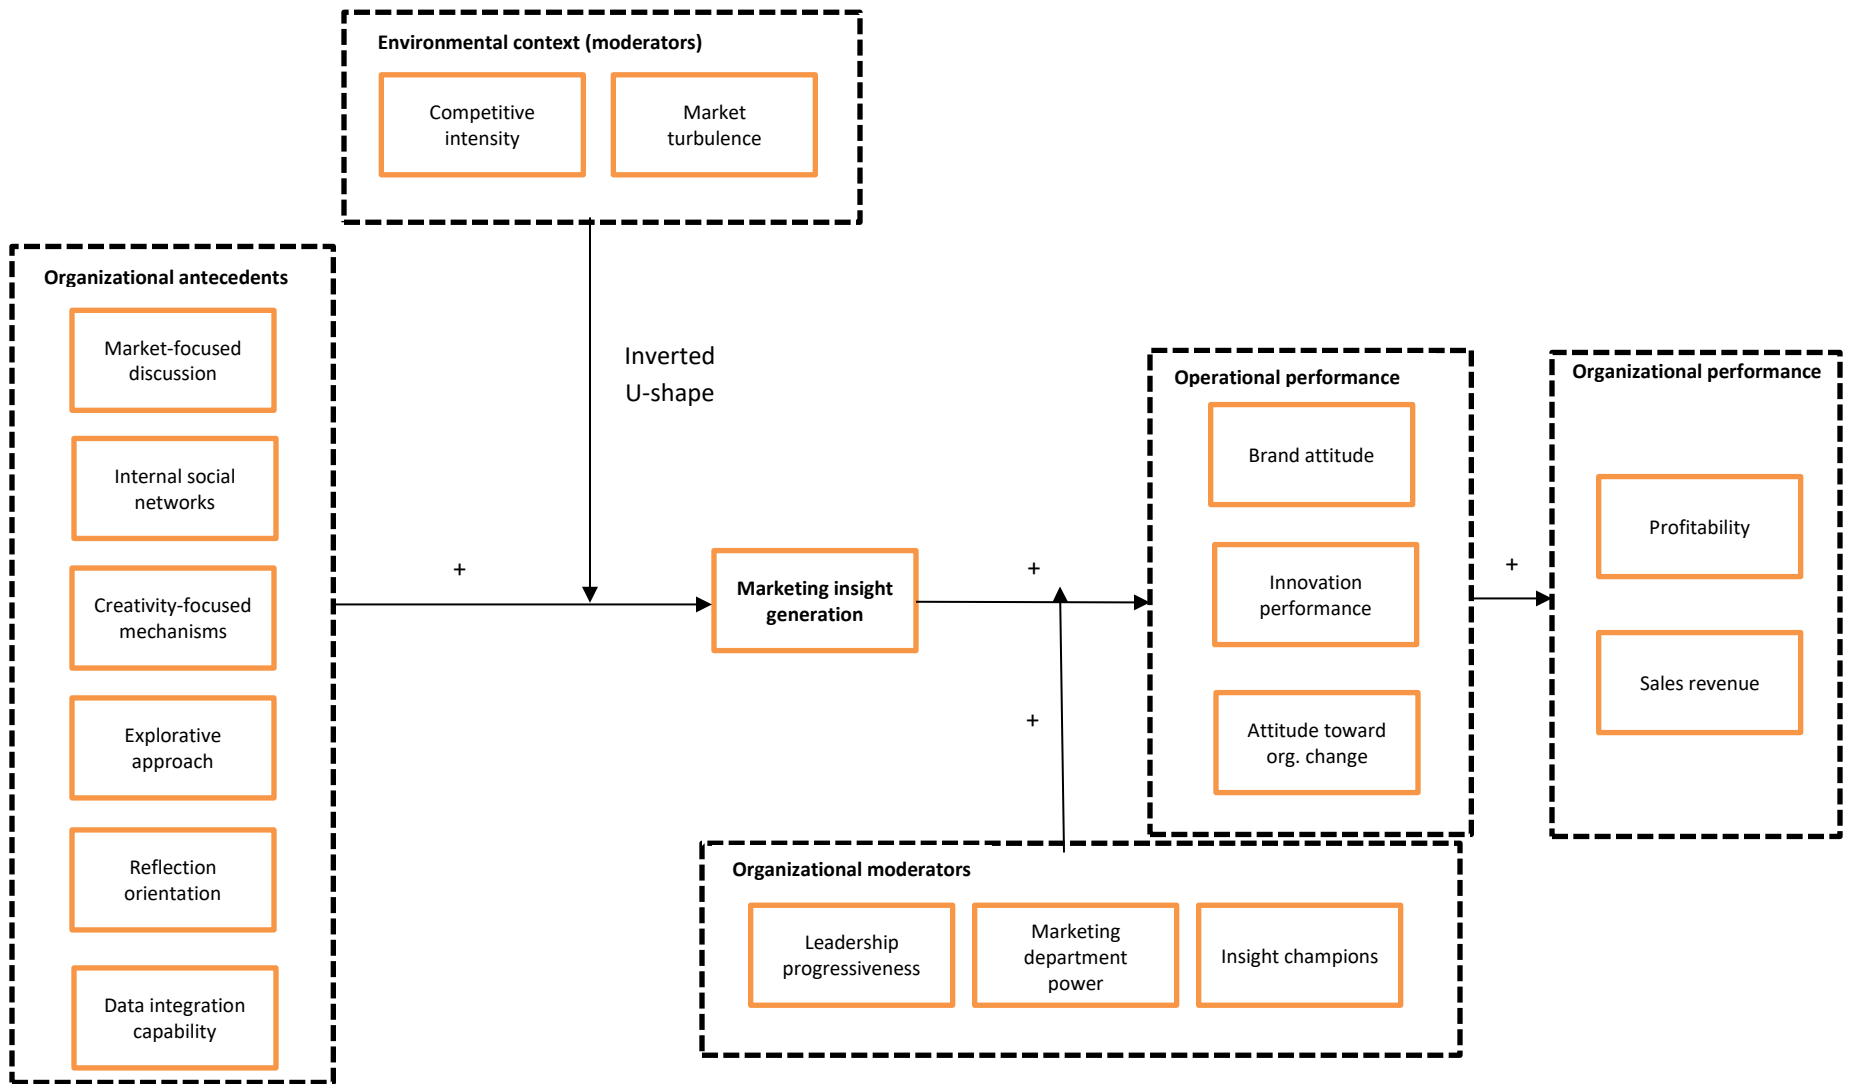 Environmental context (moderators)
Competitive
intensity
Market
turbulence
Organizational antecedents
Market-focused
discussion
Internal social
networks
Creativity-focused
mechanisms
Explorative
approach
Reflection
orientation
Data integration
capability
+
Inverted
U-shape
Marketing insight
generation
+
+
Operational performance
Brand attitude
Innovation
performance
Attitude toward
org. change
+
Organizational performance
Profitability
Sales revenue
Organizational moderators
Leadership
progressiveness
Marketing
department
power
Insight champions